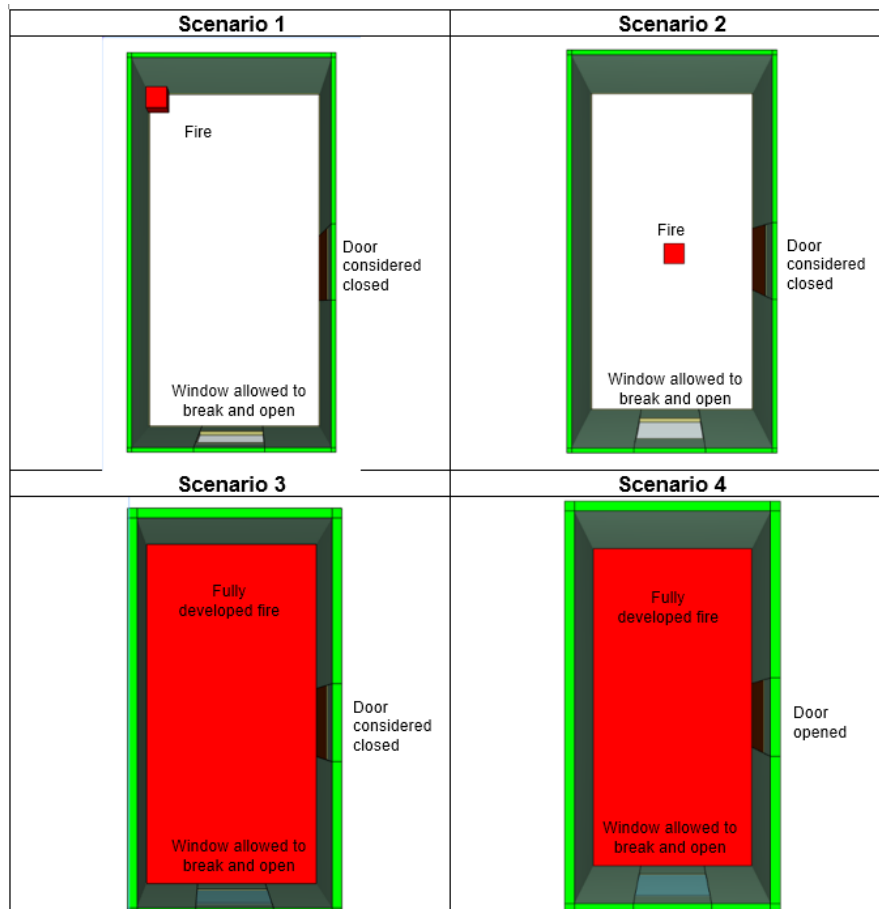 Scenario 1
Scenario 2
Fire
Door
considered
closed
Window allowed to
break and open
Fire
Door
considered
closed
Window allowed to
break and open
Scenario 3
Scenario 4
Fully
developed fire
Door
considered
closed
Window allowed to
break and open
Fully
developed fire
Door
opened
Window allowed to
break and open